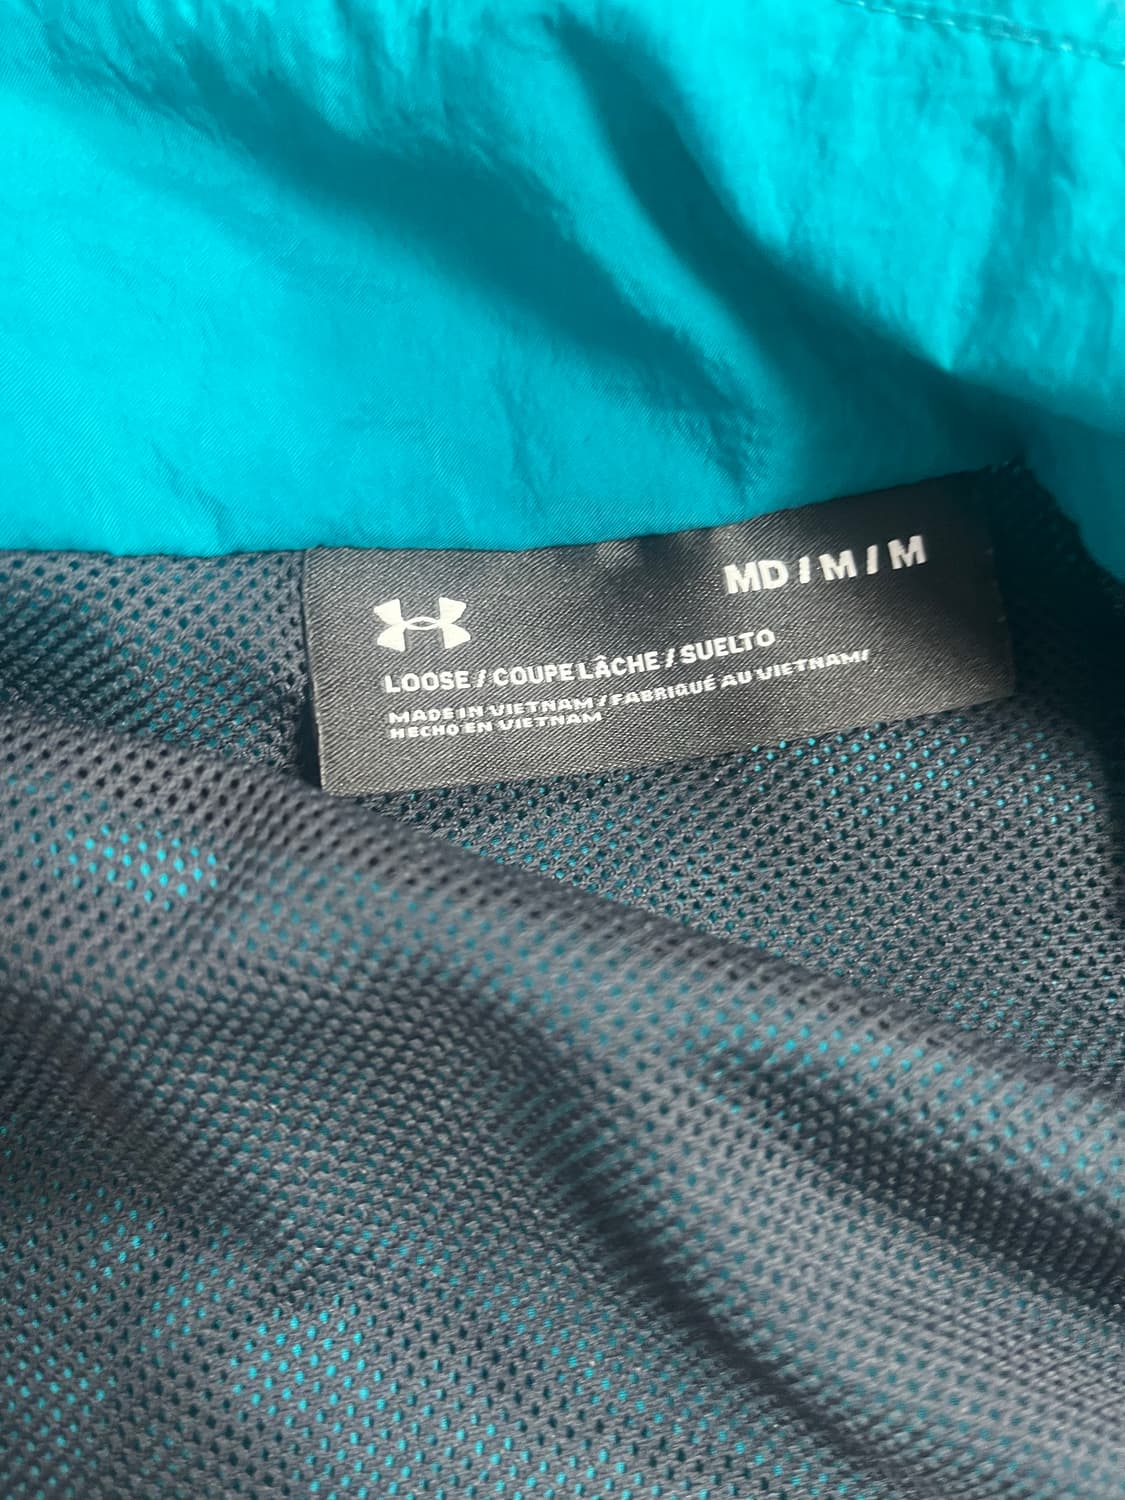 MD / M / M
LOOSE / COUPE LÂCHE / SUELTO
MADE IN VIETNAM / FABRIQUÉ AU VIETNAM/
HECHO EN VIETNAM